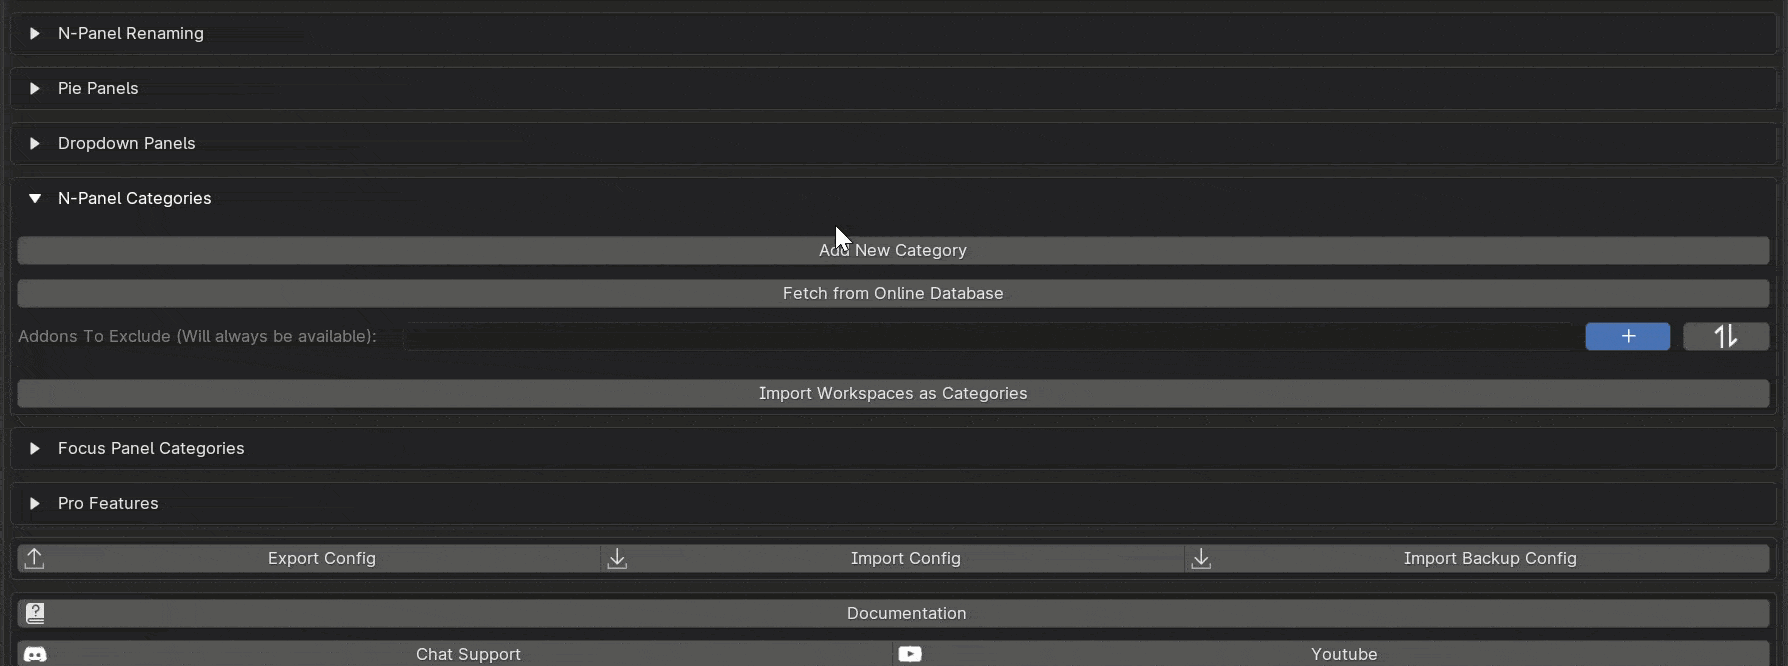 N-Panel Renaming
Pie Panels
Dropdown Panels
N-Panel Categories
Add New Category
Fetch from Online Database
Addons To Exclude (Will always be available):
Import Workspaces as Categories
Focus Panel Categories
Pro Features
Export Config Import Config Import Backup Config
Documentation
Chat Support Youtube